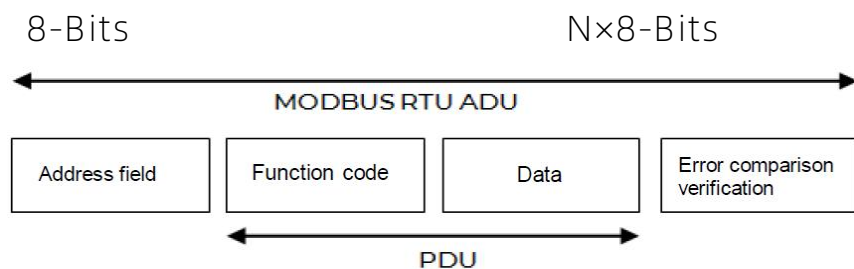 8-Bits N×8-Bits
MODBUS RTU ADU
Address field Function code Data Error comparison
verification
PDU